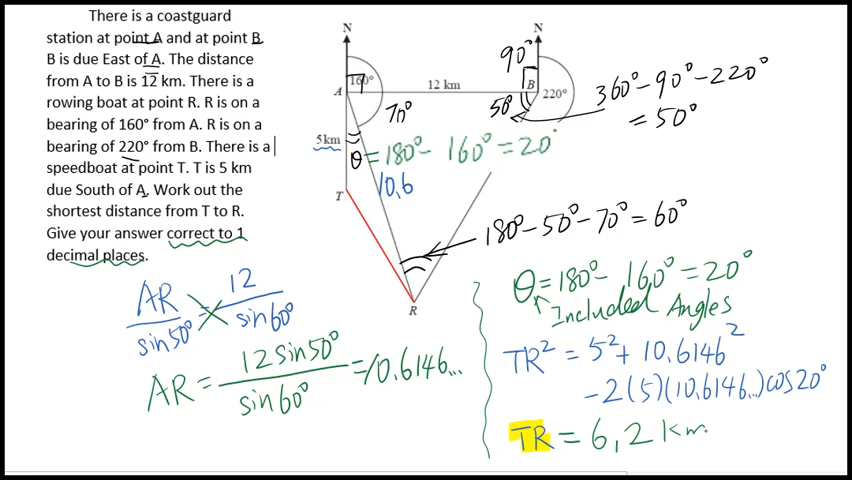 There is a coastguard
station at point A and at point B.
B is due East of A. The distance
from A to B is 12 km. There is a
rowing boat at point R. R is on a
bearing of 160° from A. R is on a
bearing of 220° from B. There is a
speedboat at point T. T is 5 km
due South of A. Work out the
shortest distance from T to R.
Give your answer correct to 1
decimal places.
N
N
90°
160°
A
12 km
B
220°
360°-90°-220°
= 50°
50°
70°
5km
θ = 180° - 160° = 20°
10,6
T
180°-50°-70°=60°
R
AR/sin50° = 12/sin60°
AR = 12sin50°/sin60° = 10.6146...
θ = 180° - 160° = 20°
Included Angles
TR² = 5² + 10.6146²
-2(5)(10.6146...)cos20°
TR = 6,2 km.